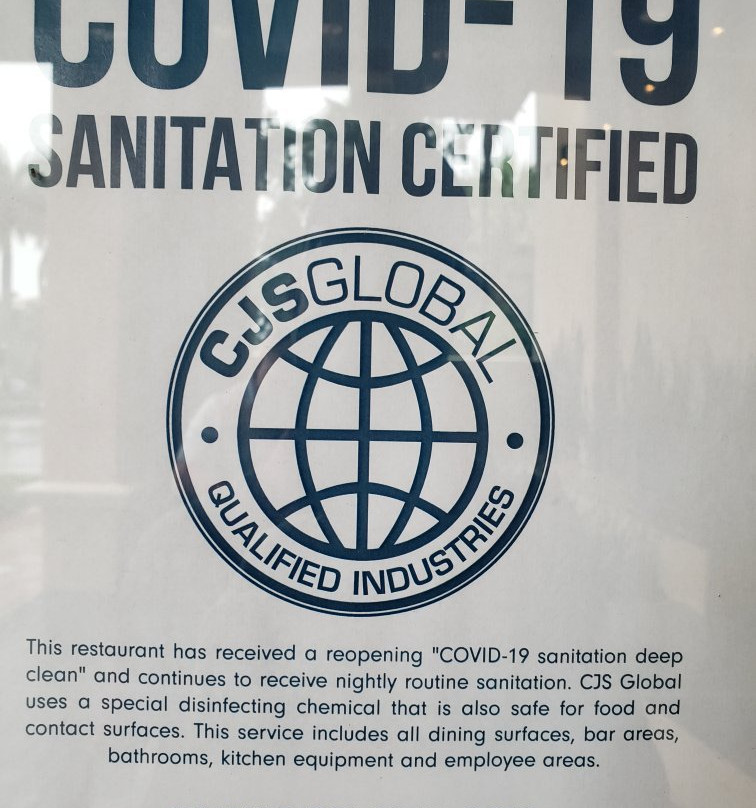 COVID-19
SANITATION CERTIFIED
CJSGLOBAL
QUALIFIED INDUSTRIES
This restaurant has received a reopening "COVID-19 sanitation deep
clean" and continues to receive nightly routine sanitation. CJS Global
uses a special disinfecting chemical that is also safe for food and
contact surfaces. This service includes all dining surfaces, bar areas,
bathrooms, kitchen equipment and employee areas.